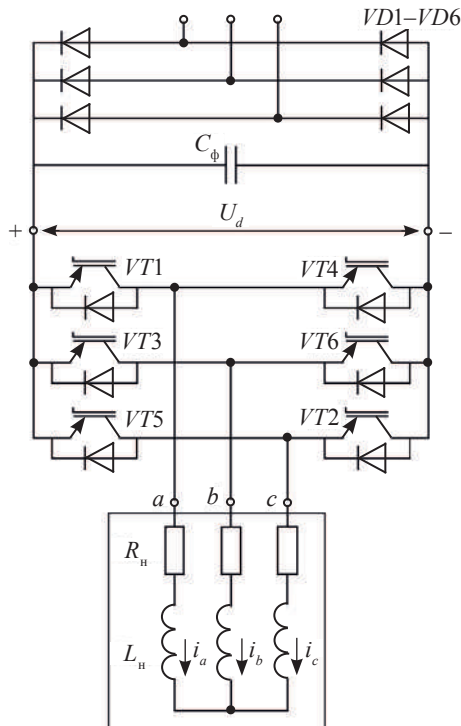 VD1–VD6
Cф
Ud
+ −
VT1 VT4
VT3 VT6
VT5 VT2
a b c
Rн
Lн ia ib ic